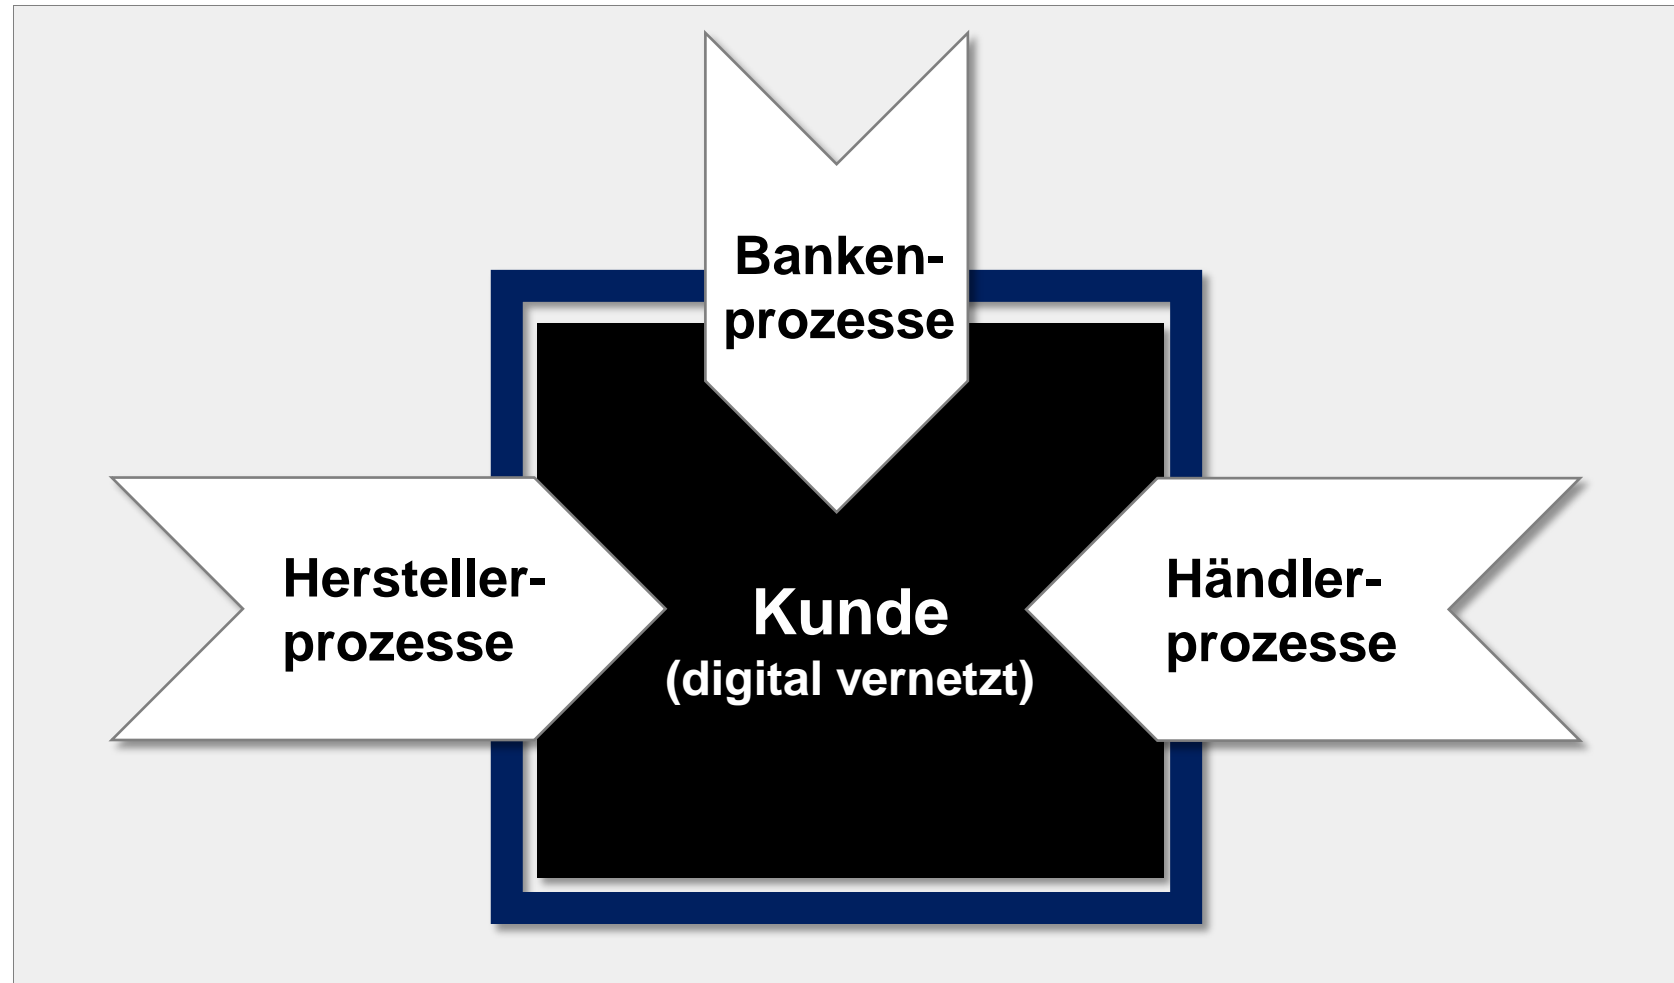 Banken-
prozesse
Hersteller-
prozesse
Kunde
(digital vernetzt)
Händler-
prozesse